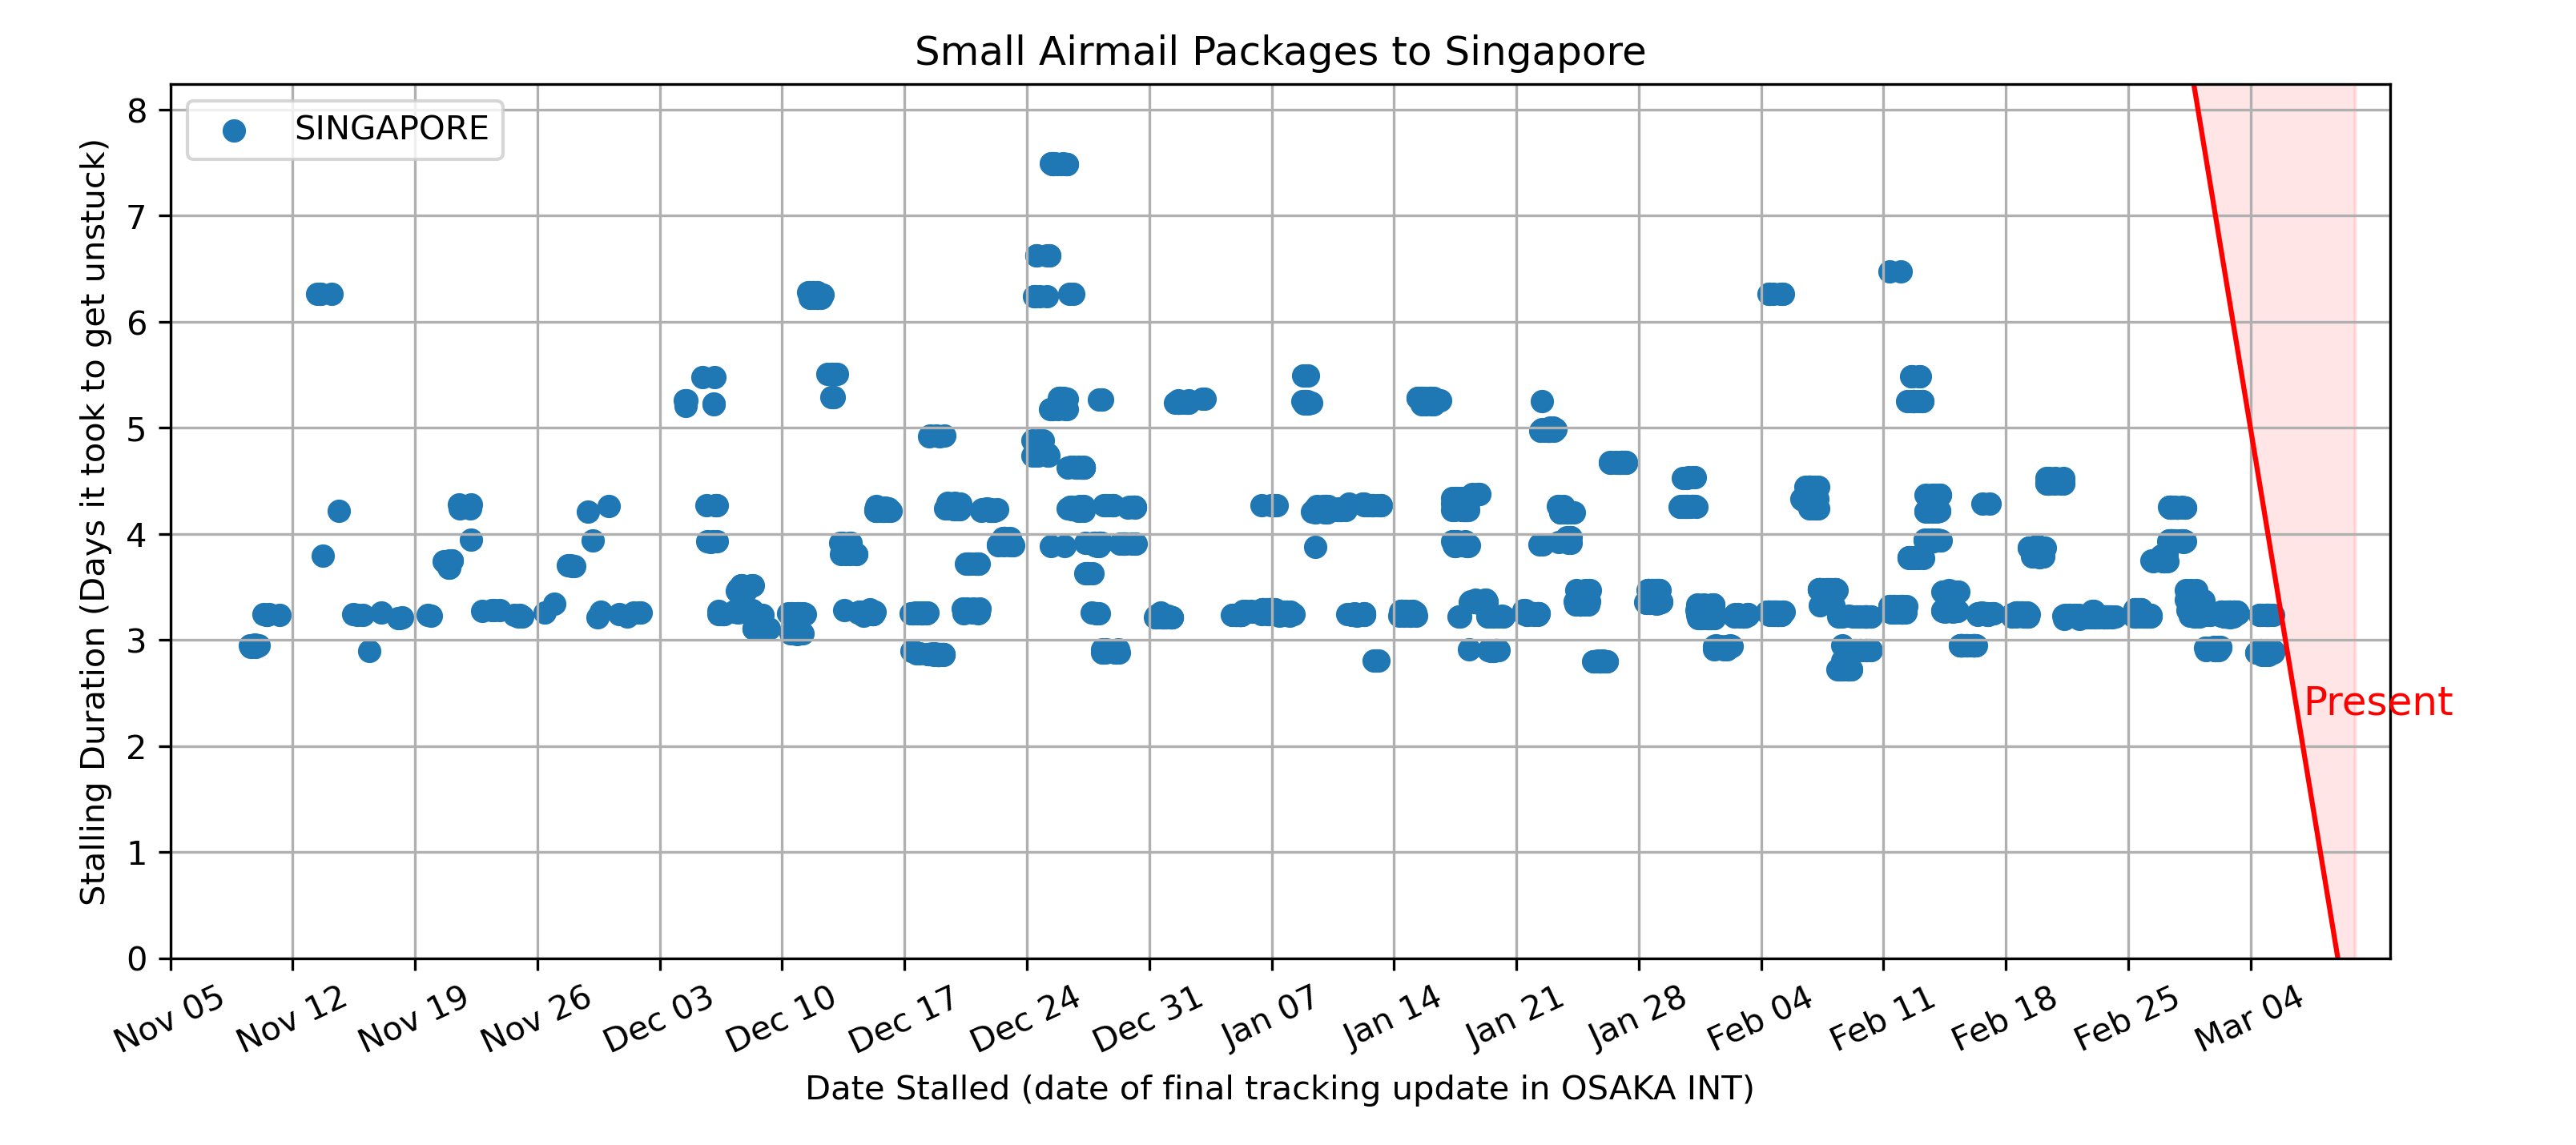 Small Airmail Packages to Singapore
SINGAPORE
Stalling Duration (Days it took to get unstuck)
8
7
6
5
4
3
2
1
0
Present
Nov 05
Nov 12
Nov 19
Nov 26
Dec 03
Dec 10
Dec 17
Dec 24
Dec 31
Jan 07
Jan 14
Jan 21
Jan 28
Feb 04
Feb 11
Feb 18
Feb 25
Mar 04
Date Stalled (date of final tracking update in OSAKA INT)